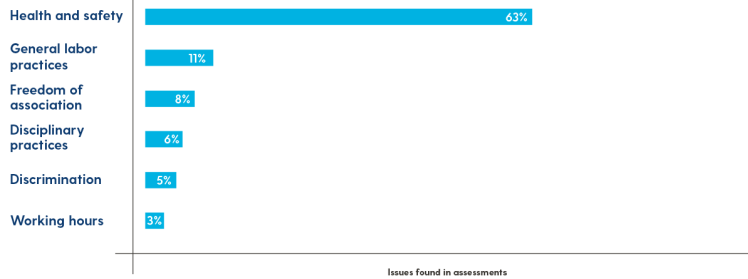 Health and safety
63%
General labor
practices
11%
Freedom of
association
8%
Disciplinary
practices
6%
Discrimination
5%
Working hours
3%
Issues found in assessments